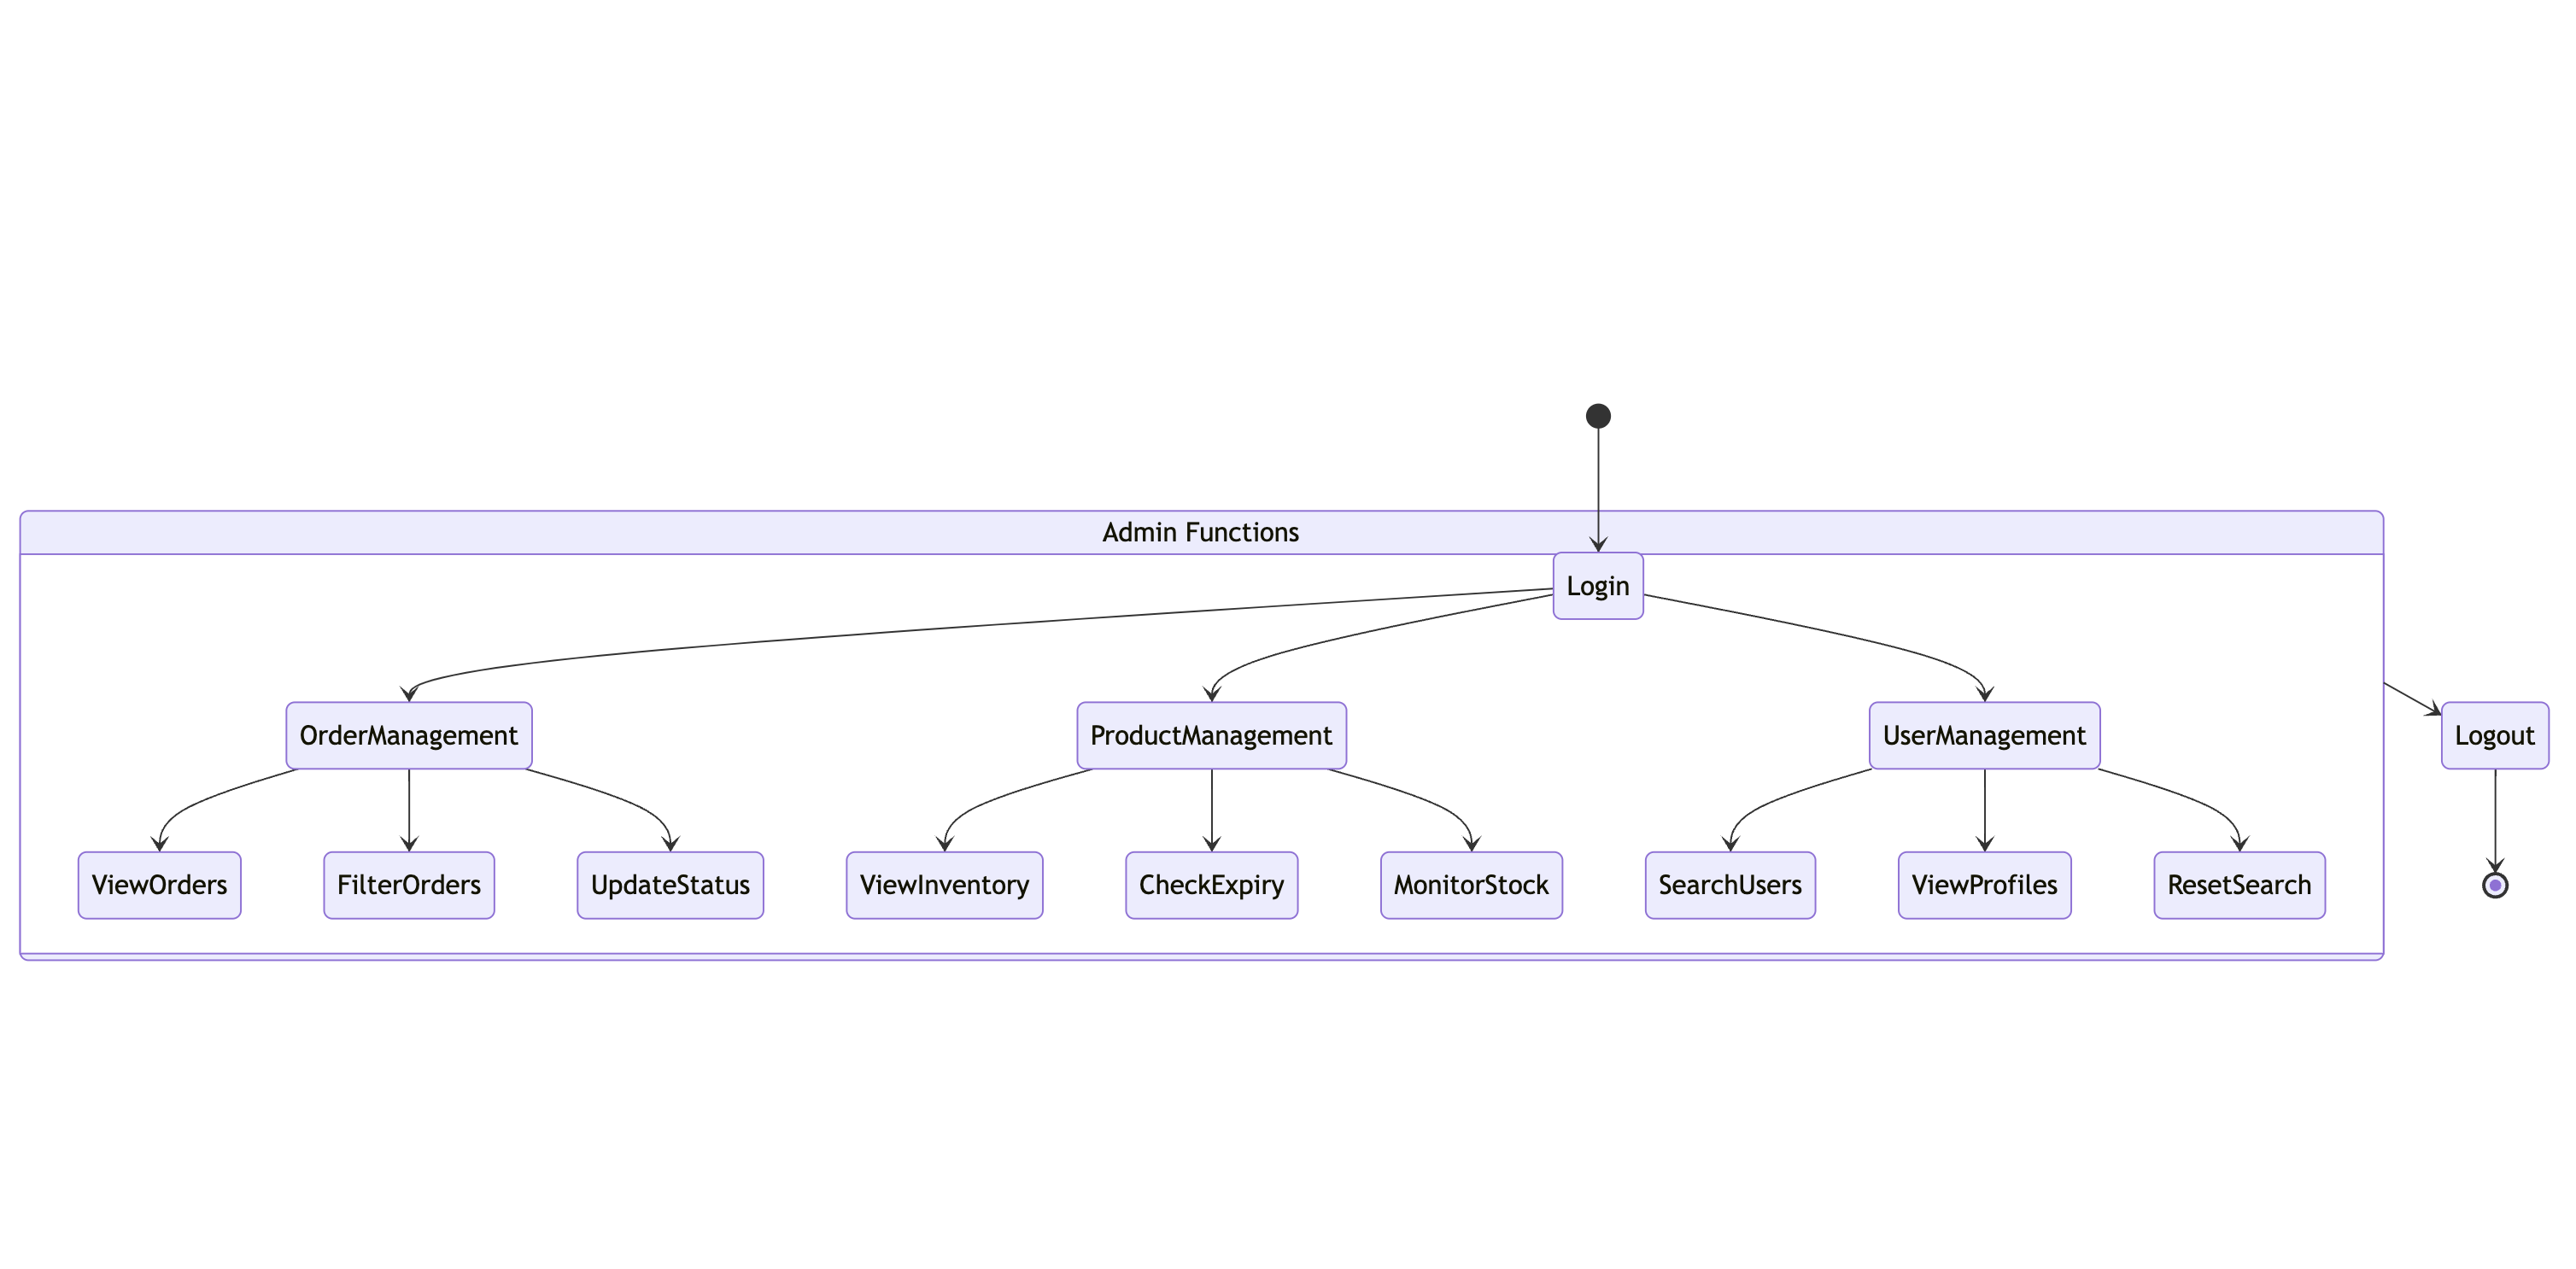 Admin Functions
Login
OrderManagement
ProductManagement
UserManagement
Logout
ViewOrders
FilterOrders
UpdateStatus
ViewInventory
CheckExpiry
MonitorStock
SearchUsers
ViewProfiles
ResetSearch